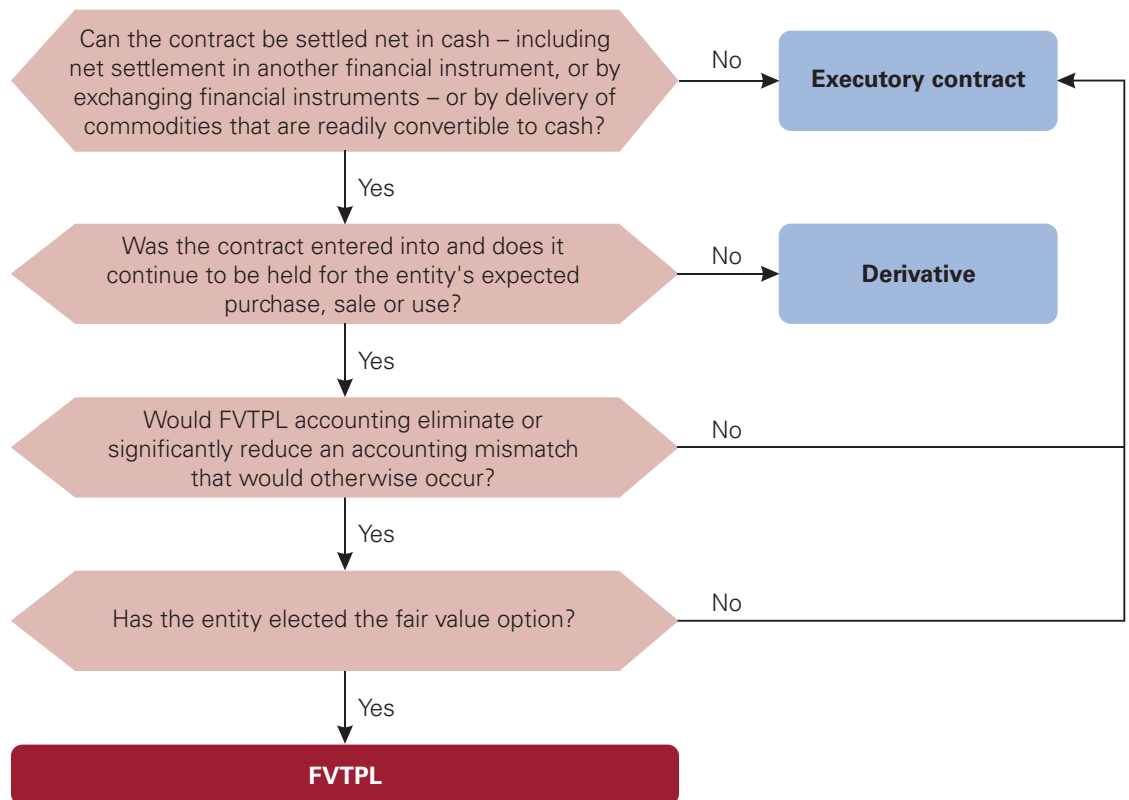 Can the contract be settled net in cash – including
net settlement in another financial instrument, or by
exchanging financial instruments – or by delivery of
commodities that are readily convertible to cash?
No
Executory contract
Yes
Was the contract entered into and does it
continue to be held for the entity's expected
purchase, sale or use?
No
Derivative
Yes
Would FVTPL accounting eliminate or
significantly reduce an accounting mismatch
that would otherwise occur?
No
Yes
Has the entity elected the fair value option?
No
Yes
FVTPL